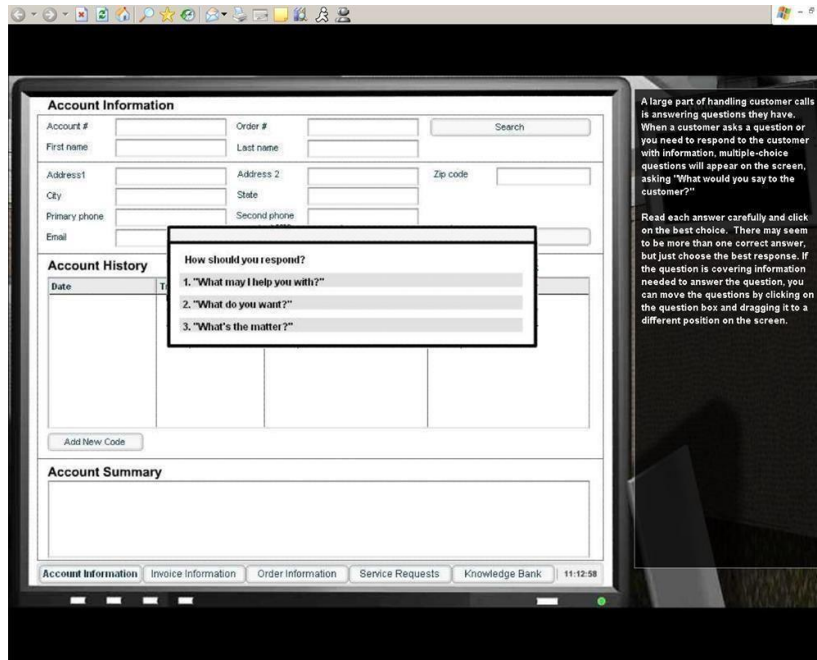 Account Information
Account # Order # Search
First name Last name
Address1 Address 2 Zip code
City State
Primary phone Second phone
Email
How should you respond?
1. "What may I help you with?"
2. "What do you want?"
3. "What's the matter?"
Account History
Date
Add New Code
Account Summary
Account Information Invoice Information Order Information Service Requests Knowledge Bank 11:12:58
A large part of handling customer calls
is answering questions they have.
When a customer asks a question or
you need to respond to the customer
with information, multiple-choice
questions will appear on the screen,
asking "What would you say to the
customer?"
Read each answer carefully and click
on the best choice. There may seem
to be more than one correct answer,
but just choose the best response. If
the question is covering information
needed to answer the question, you
can move the questions by clicking on
the question box and dragging it to a
different position on the screen.